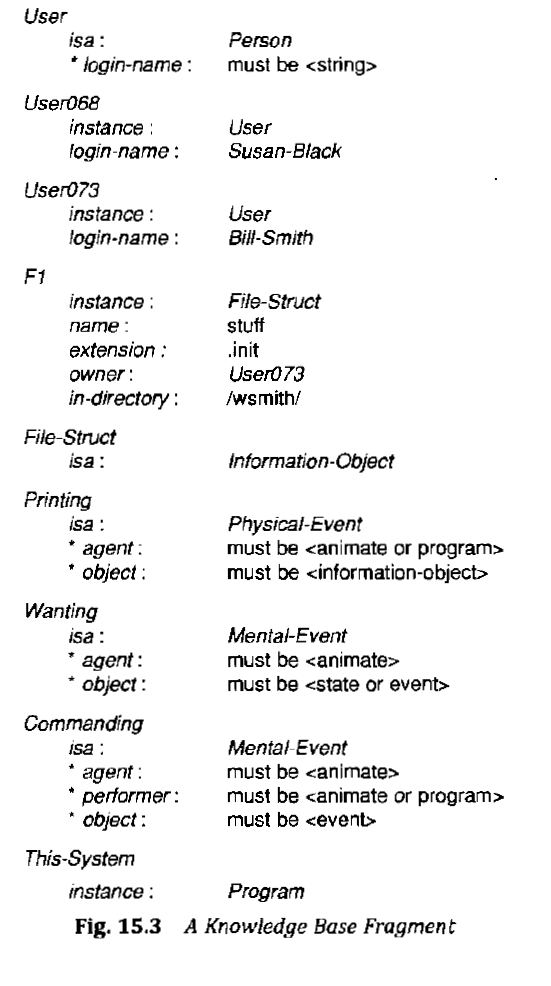 User
isa : Person
* login-name : must be <string>
User068
instance : User
login-name : Susan-Black
User073
instance : User
login-name : Bill-Smith
F1
instance : File-Struct
name : stuff
extension : .init
owner : User073
in-directory : /wsmith/
File-Struct
isa : Information-Object
Printing
isa : Physical-Event
* agent : must be <animate or program>
* object : must be <information-object>
Wanting
isa : Mental-Event
* agent : must be <animate>
* object : must be <state or event>
Commanding
isa : Mental-Event
* agent : must be <animate>
* performer : must be <animate or program>
* object : must be <event>
This-System
instance : Program
Fig. 15.3 A Knowledge Base Fragment